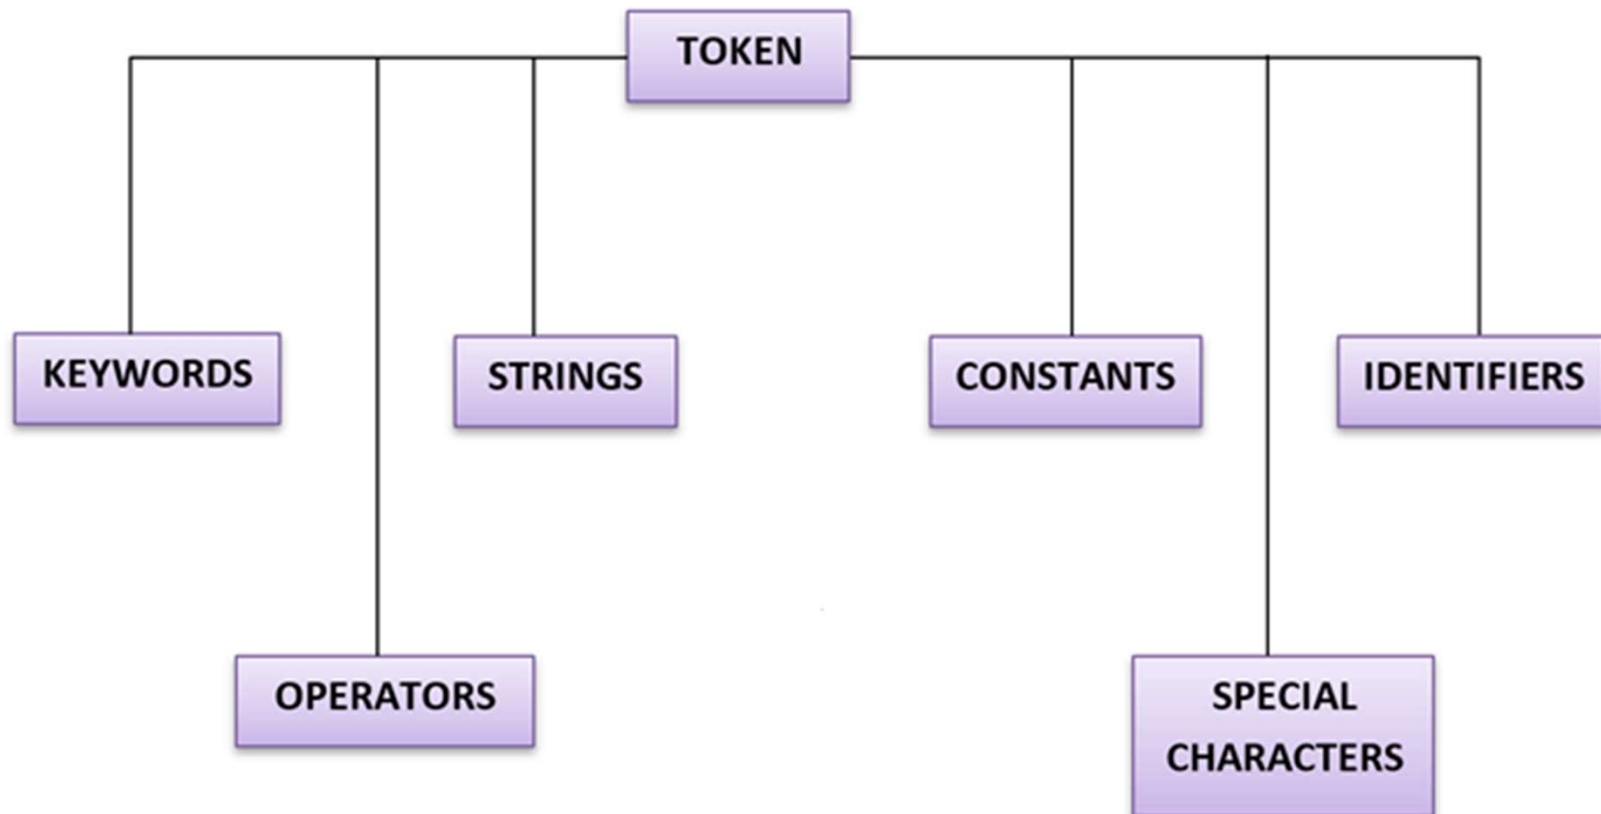 TOKEN
KEYWORDS
STRINGS
CONSTANTS
IDENTIFIERS
OPERATORS
SPECIAL
CHARACTERS